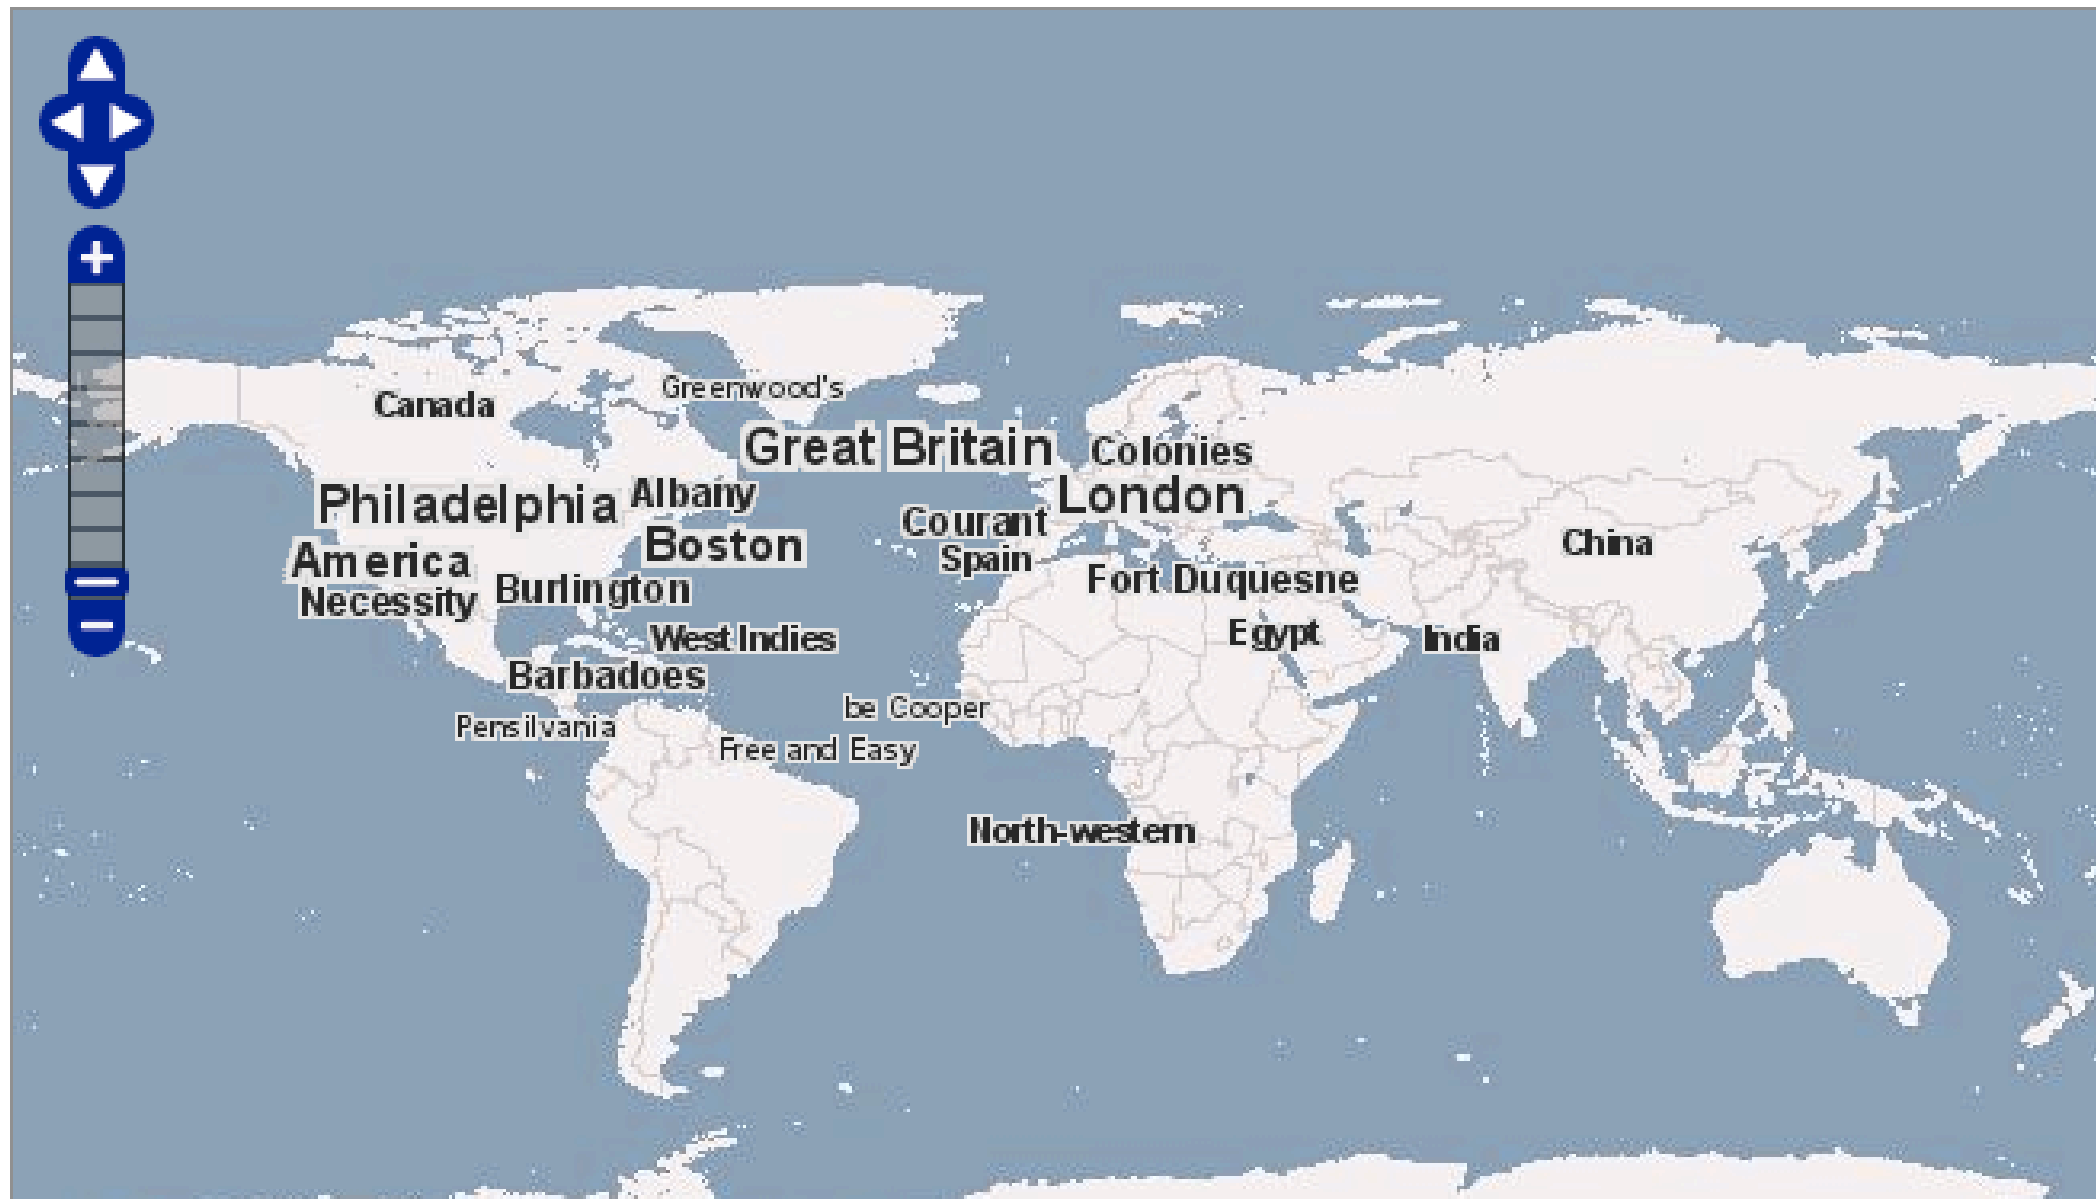 Greenwood's
Canada
Great Britain
Colonies
Philadelphia
Albany
London
Courant
Boston
China
America
Spain
Fort Duquesne
Necessity
Burlington
West Indies
Egypt
India
Barbadoes
be Cooper
Pensilvania
Free and Easy
North-western